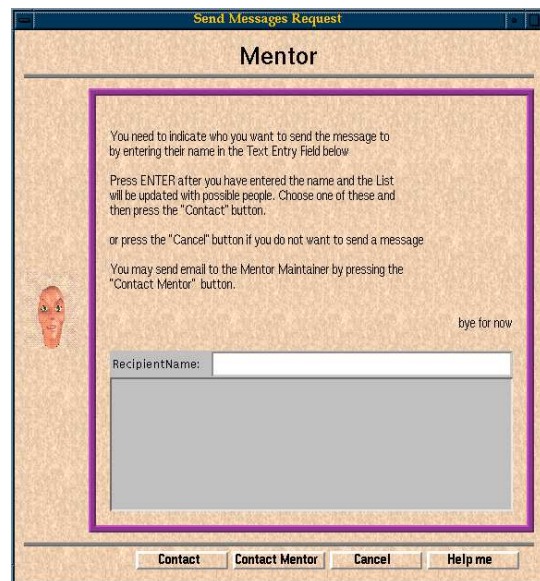 Send Messages Request
Mentor
You need to indicate who you want to send the message to
by entering their name in the Text Entry Field below
Press ENTER after you have entered the name and the List
will be updated with possible people. Choose one of these and
then press the "Contact" button.
or press the "Cancel" button if you do not want to send a message
You may send email to the Mentor Maintainer by pressing the
"Contact Mentor" button.
bye for now
RecipientName:
Contact Contact Mentor Cancel Help me